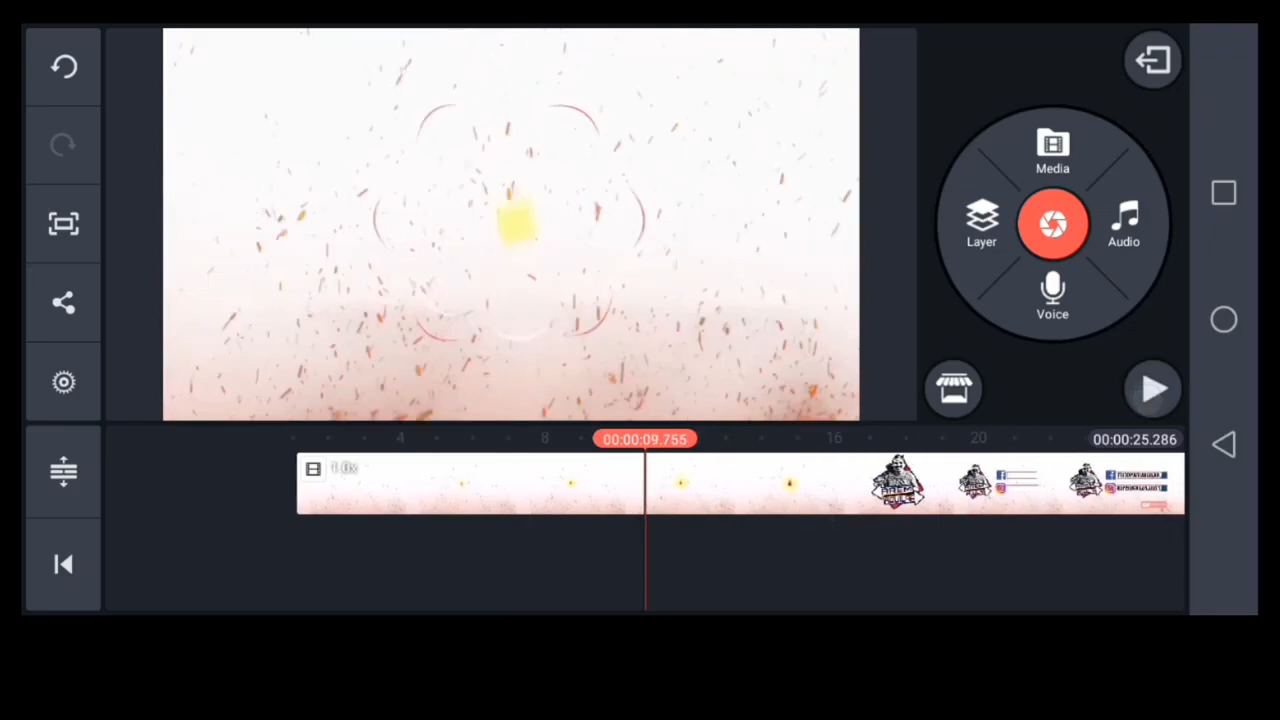 Media
Layer
Audio
Voice
4
8
00:00:09.755
16
20
00:00:25.286
1.0x